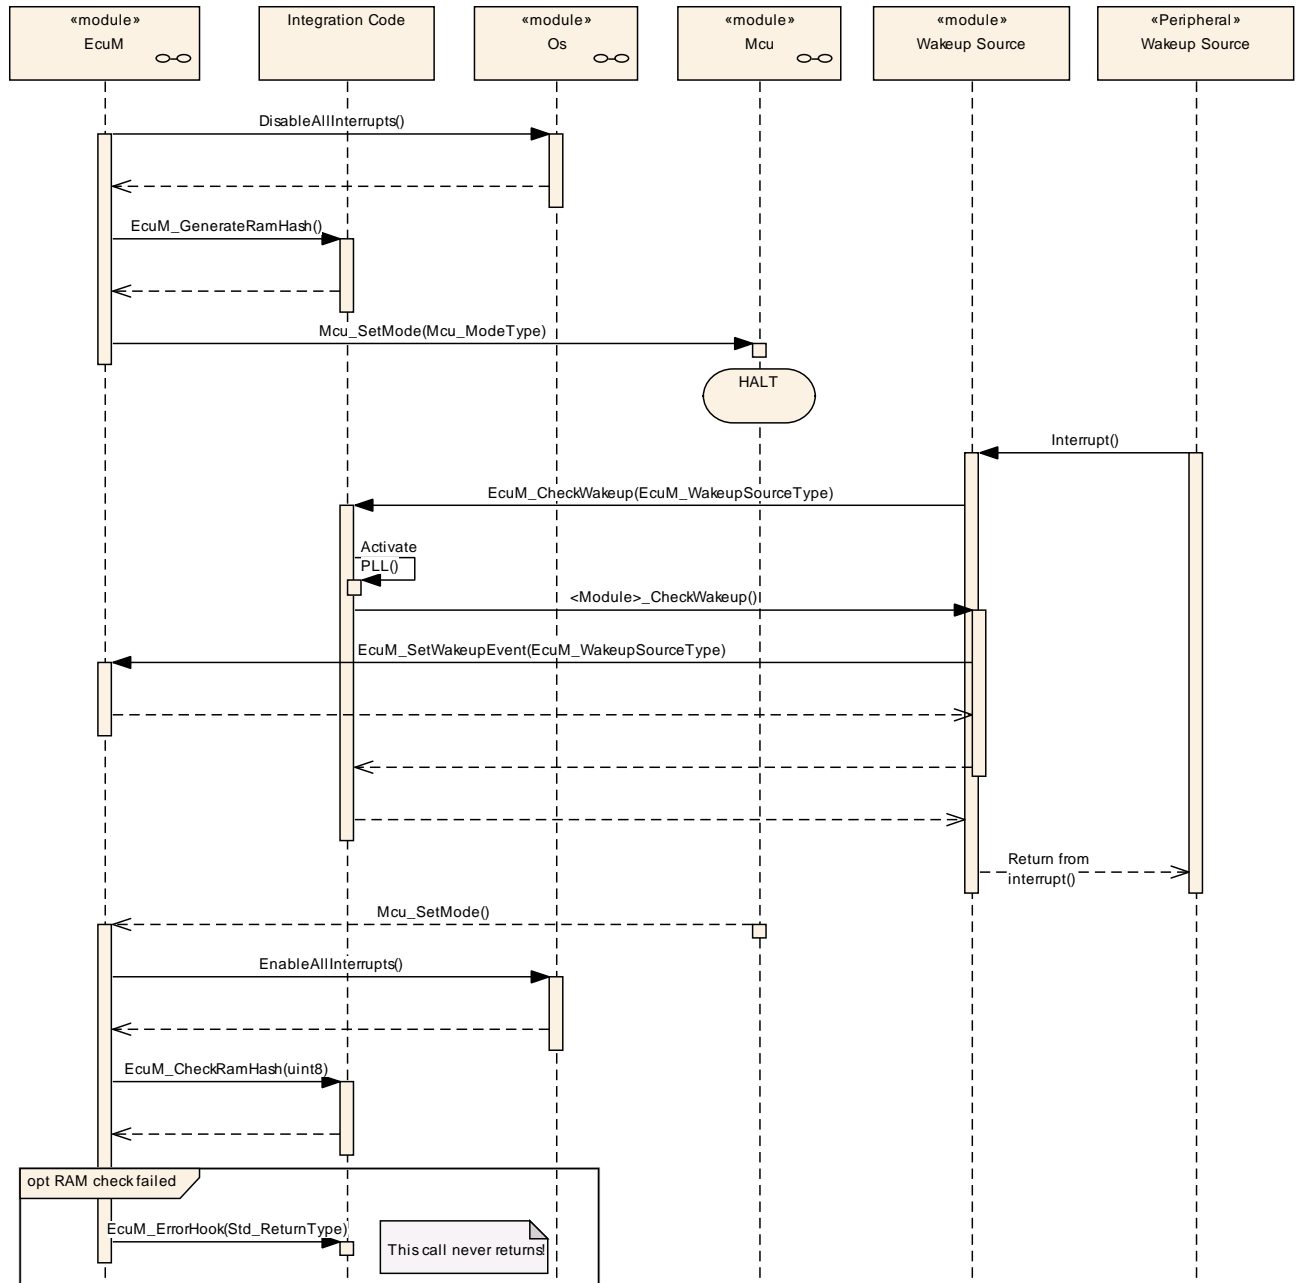 «module»
EcuM
Integration Code
«module»
Os
«module»
Mcu
«module»
Wakeup Source
«Peripheral»
Wakeup Source
DisableAllInterrupts()
EcuM_GenerateRamHash()
Mcu_SetMode(Mcu_ModeType)
HALT
Interrupt()
EcuM_CheckWakeup(EcuM_WakeupSourceType)
Activate
PLL()
<Module>_CheckWakeup()
EcuM_SetWakeupEvent(EcuM_WakeupSourceType)
Return from
interrupt()
Mcu_SetMode()
EnableAllInterrupts()
EcuM_CheckRamHash(uint8)
opt RAM check failed
EcuM_ErrorHook(Std_ReturnType)
This call never returns!